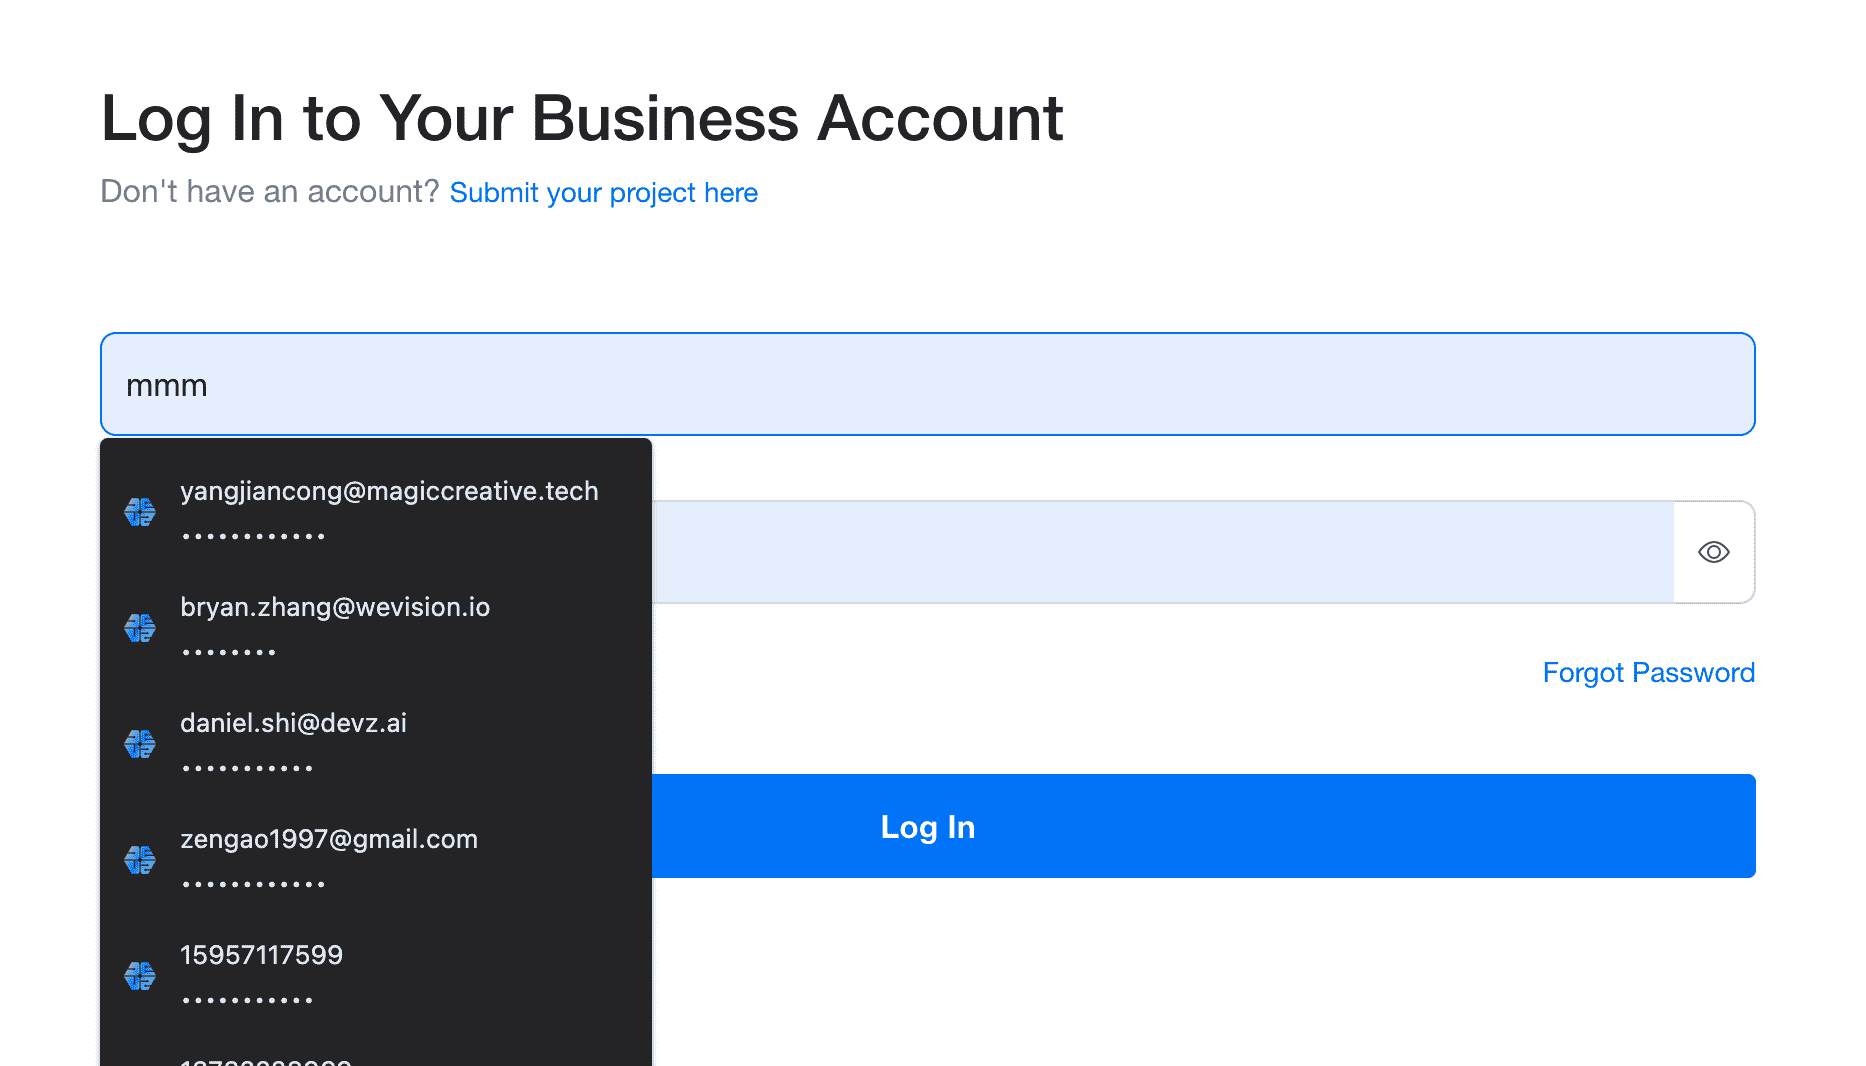 Log In to Your Business Account
Don't have an account? Submit your project here
mmm
yangjiancong@magiccreative.tech
••••••••••••
bryan.zhang@wevision.io
••••••••
Forgot Password
daniel.shi@devz.ai
•••••••••••
Log In
zengao1997@gmail.com
••••••••••••
15957117599
•••••••••••